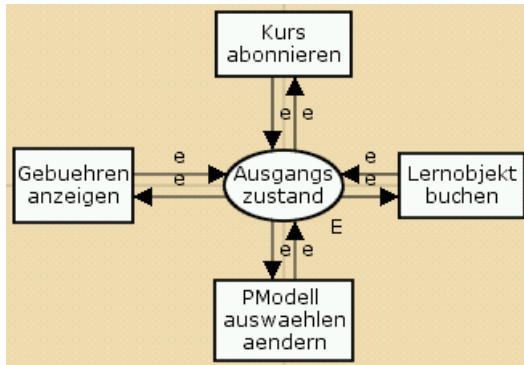 Kurs
abonnieren
e
e
Gebuehren
anzeigen
e
e
Ausgangs
zustand
e
e
Lernobjekt
buchen
E
e
e
PModell
auswaehlen
aendern